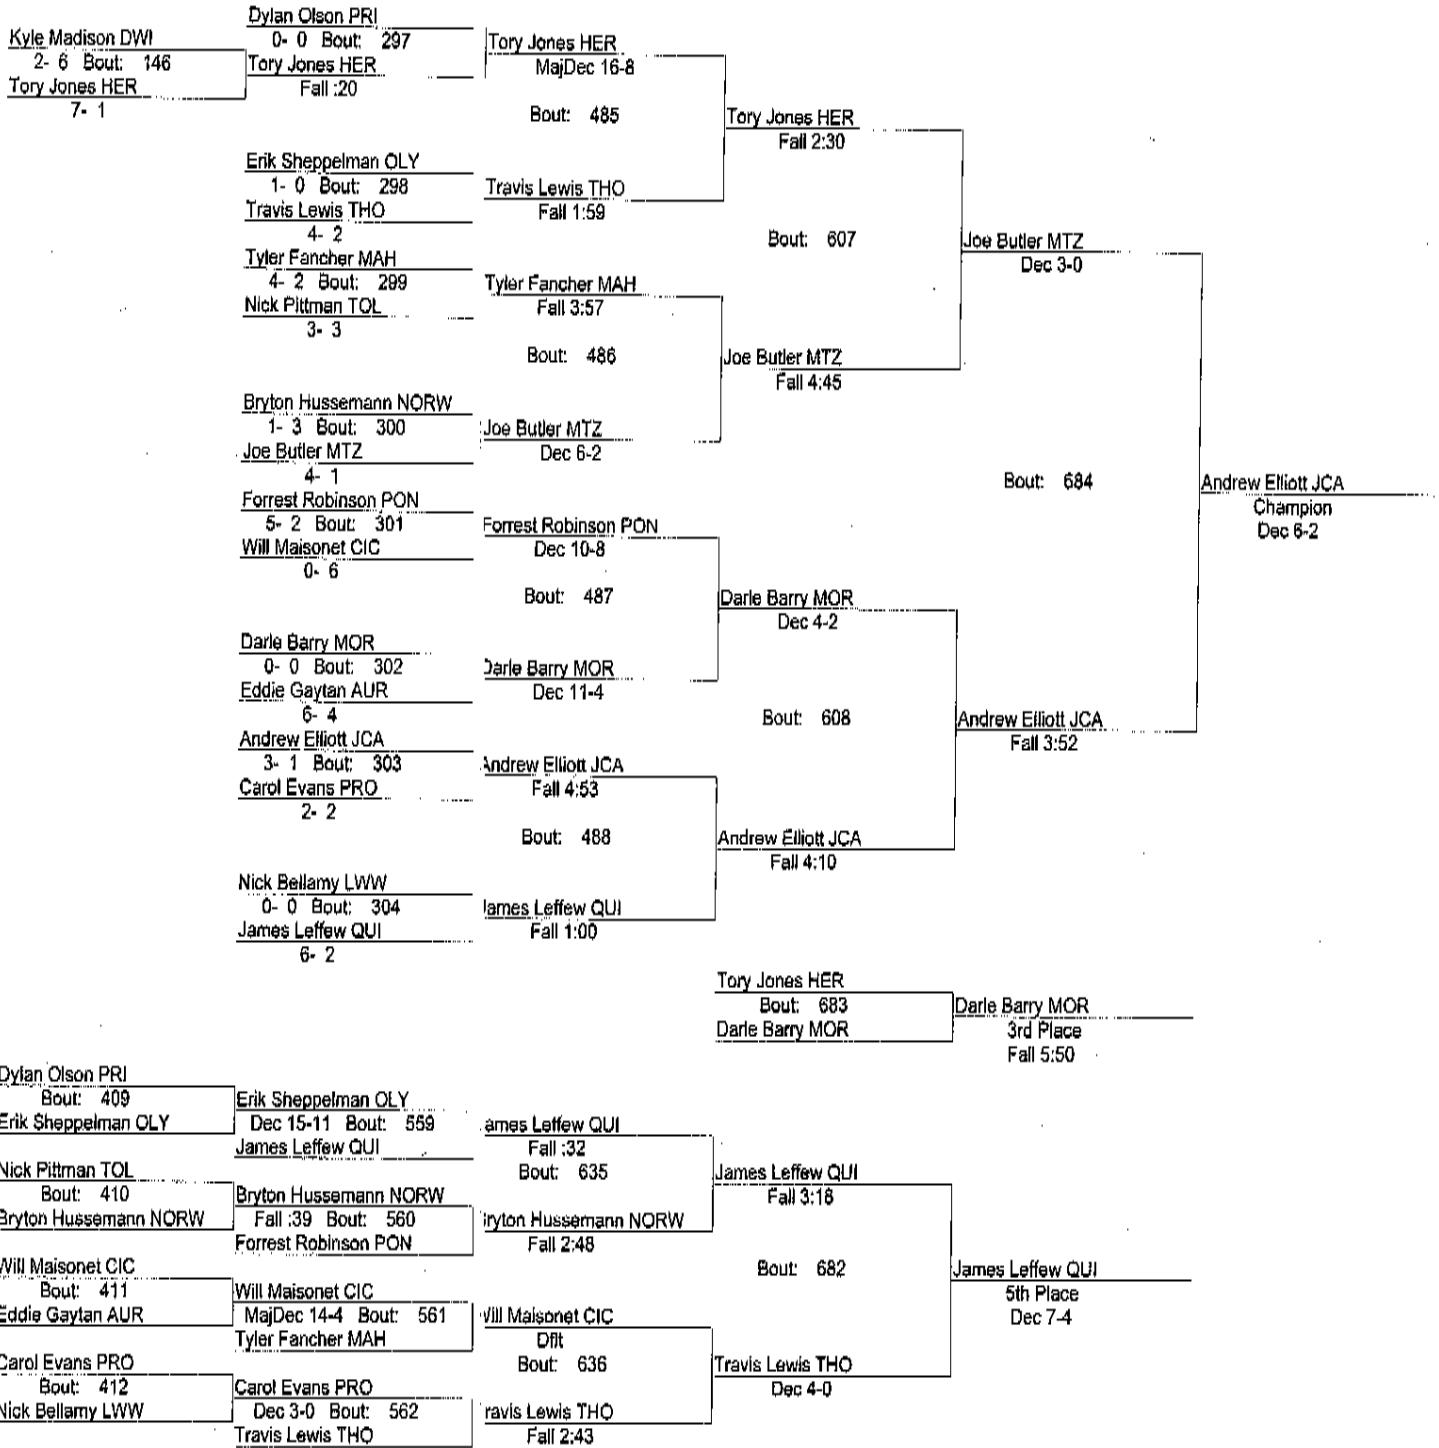 Dylan Olson PRI
0- 0 Bout: 297
Kyle Madison DWI
2- 6 Bout: 146
Tory Jones HER
7- 1
Tory Jones HER
Fall :20
Tory Jones HER
MajDec 16-8
Bout: 485
Tory Jones HER
Fall 2:30
Erik Sheppelman OLY
1- 0 Bout: 298
Travis Lewis THO
4- 2
Travis Lewis THO
Fall 1:59
Bout: 607
Joe Butler MTZ
Dec 3-0
Tyler Fancher MAH
4- 2 Bout: 299
Nick Pittman TOL
3- 3
Tyler Fancher MAH
Fall 3:57
Bout: 486
Joe Butler MTZ
Fall 4:45
Bryton Hussemann NORW
1- 3 Bout: 300
Joe Butler MTZ
4- 1
Joe Butler MTZ
Dec 6-2
Bout: 684
Andrew Elliott JCA
Champion
Dec 6-2
Forrest Robinson PON
5- 2 Bout: 301
Will Maisonet CIC
0- 6
Forrest Robinson PON
Dec 10-8
Bout: 487
Darle Barry MOR
Dec 4-2
Darle Barry MOR
0- 0 Bout: 302
Eddie Gaytan AUR
6- 4
Darle Barry MOR
Dec 11-4
Bout: 608
Andrew Elliott JCA
Fall 3:52
Andrew Elliott JCA
3- 1 Bout: 303
Carol Evans PRO
2- 2
Andrew Elliott JCA
Fall 4:53
Bout: 488
Andrew Elliott JCA
Fall 4:10
Nick Bellamy LWW
0- 0 Bout: 304
James Leffew QUI
6- 2
James Leffew QUI
Fall 1:00
Tory Jones HER
Bout: 683
Darle Barry MOR
Darle Barry MOR
3rd Place
Fall 5:50
Dylan Olson PRI
Bout: 409
Erik Sheppelman OLY
Erik Sheppelman OLY
Dec 15-11 Bout: 559
James Leffew QUI
ames Leffew QUI
Fall :32
Bout: 635
James Leffew QUI
Fall 3:18
Nick Pittman TOL
Bout: 410
Bryton Hussemann NORW
Bryton Hussemann NORW
Fall :39 Bout: 560
Forrest Robinson PON
Bryton Hussemann NORW
Fall 2:48
Bout: 682
James Leffew QUI
5th Place
Dec 7-4
Will Maisonet CIC
Bout: 411
Eddie Gaytan AUR
Will Maisonet CIC
MajDec 14-4 Bout: 561
Tyler Fancher MAH
Will Maisonet CIC
Dflt
Bout: 636
Travis Lewis THO
Dec 4-0
Carol Evans PRO
Bout: 412
Nick Bellamy LWW
Carol Evans PRO
Dec 3-0 Bout: 562
Travis Lewis THO
ravis Lewis THO
Fall 2:43